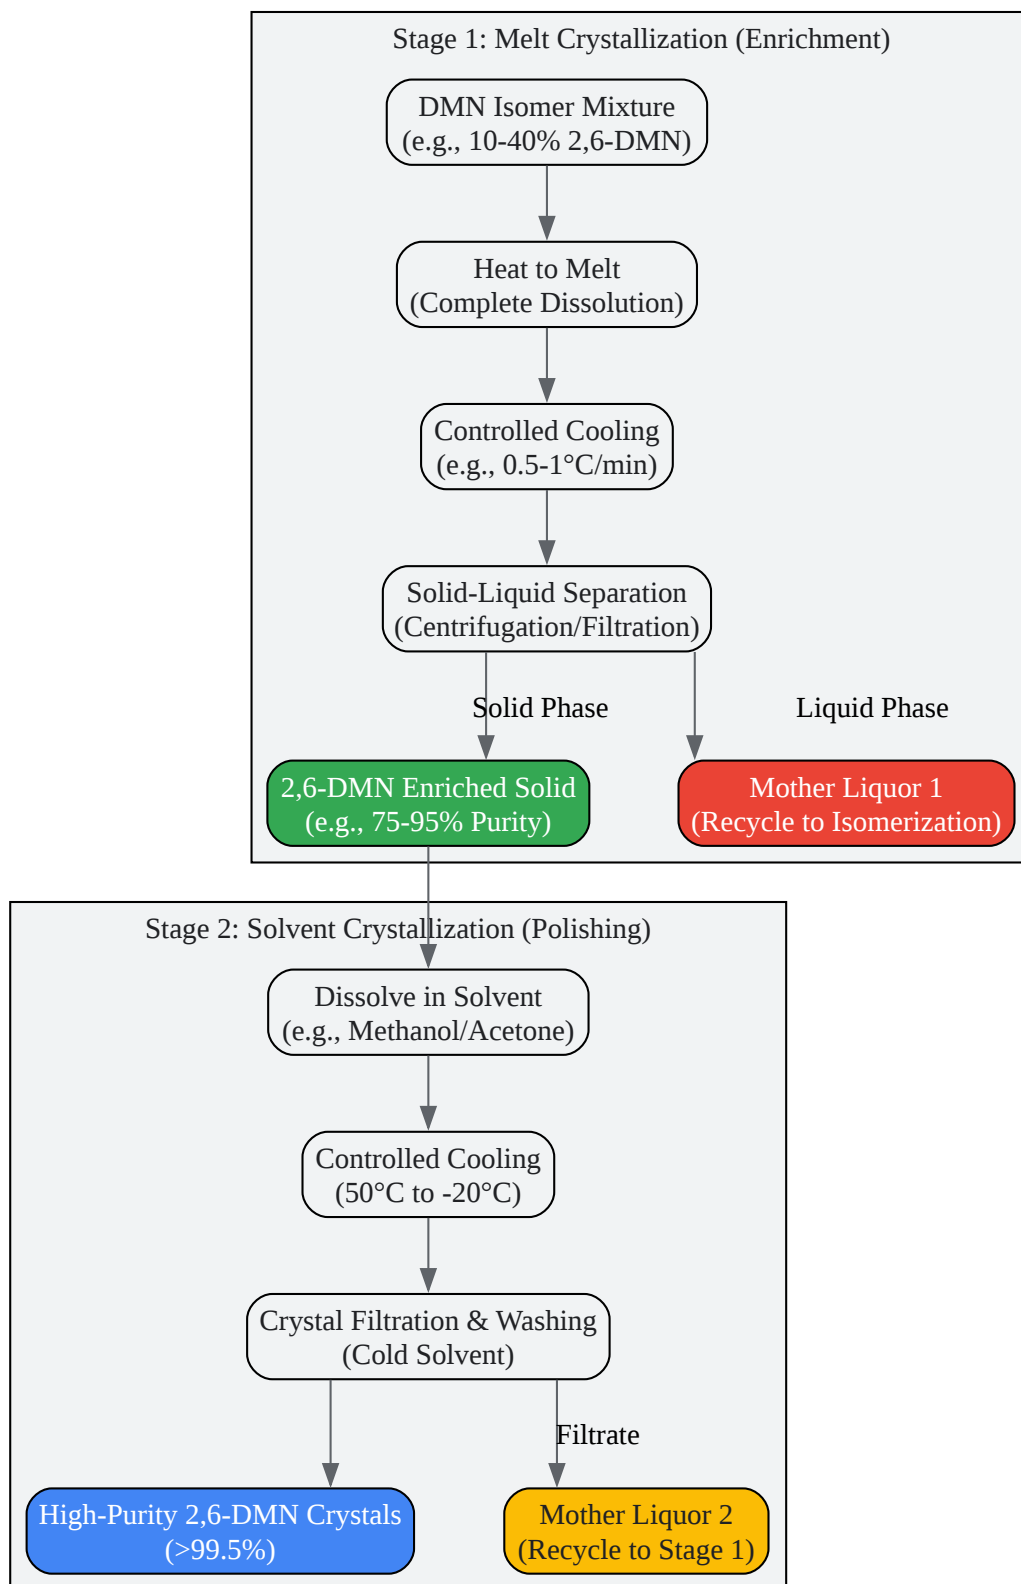 Stage 1: Melt Crystallization (Enrichment)
DMN Isomer Mixture
(e.g., 10-40% 2,6-DMN)
Heat to Melt
(Complete Dissolution)
Controlled Cooling
(e.g., 0.5-1°C/min)
Solid-Liquid Separation
(Centrifugation/Filtration)
Solid Phase
Liquid Phase
2,6-DMN Enriched Solid
(e.g., 75-95% Purity)
Mother Liquor 1
(Recycle to Isomerization)
Stage 2: Solvent Crystallization (Polishing)
Dissolve in Solvent
(e.g., Methanol/Acetone)
Controlled Cooling
(50°C to -20°C)
Crystal Filtration & Washing
(Cold Solvent)
Filtrate
High-Purity 2,6-DMN Crystals
(>99.5%)
Mother Liquor 2
(Recycle to Stage 1)